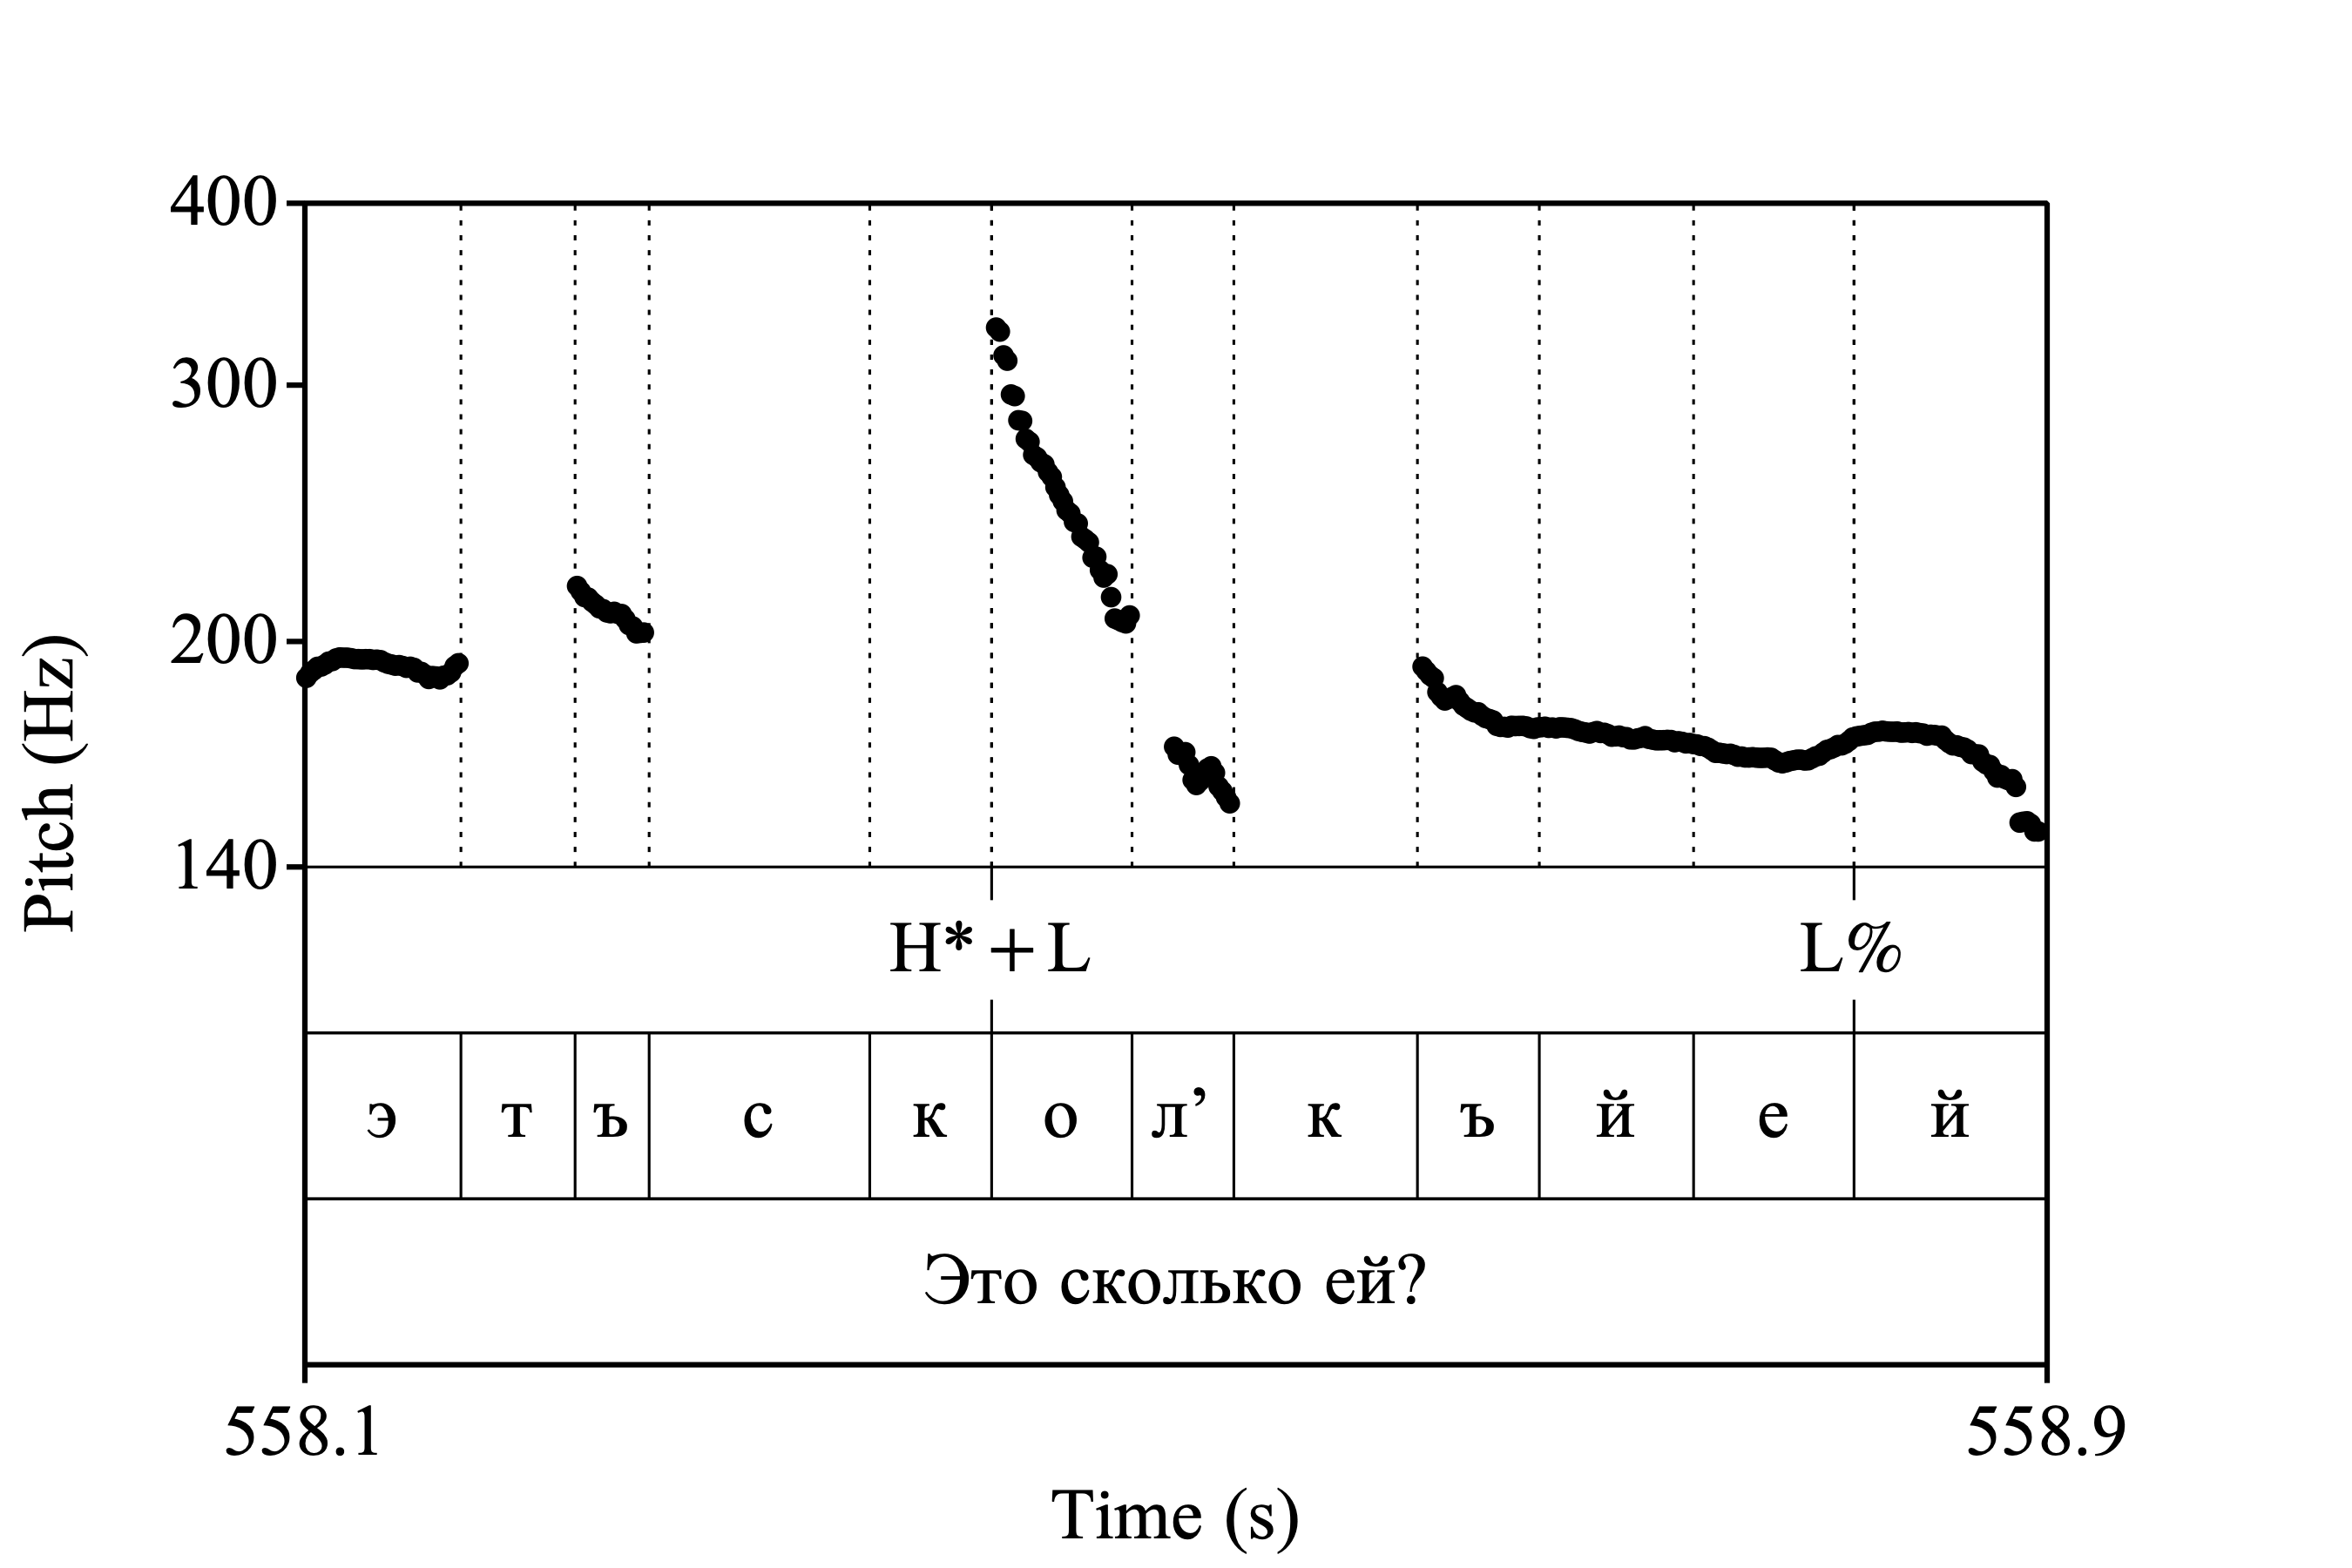 400
300
200
140
Pitch (Hz)
H*+L L%
э т ъ с к о л’ к ъ й е й
Это сколько ей?
558.1 558.9
Time (s)